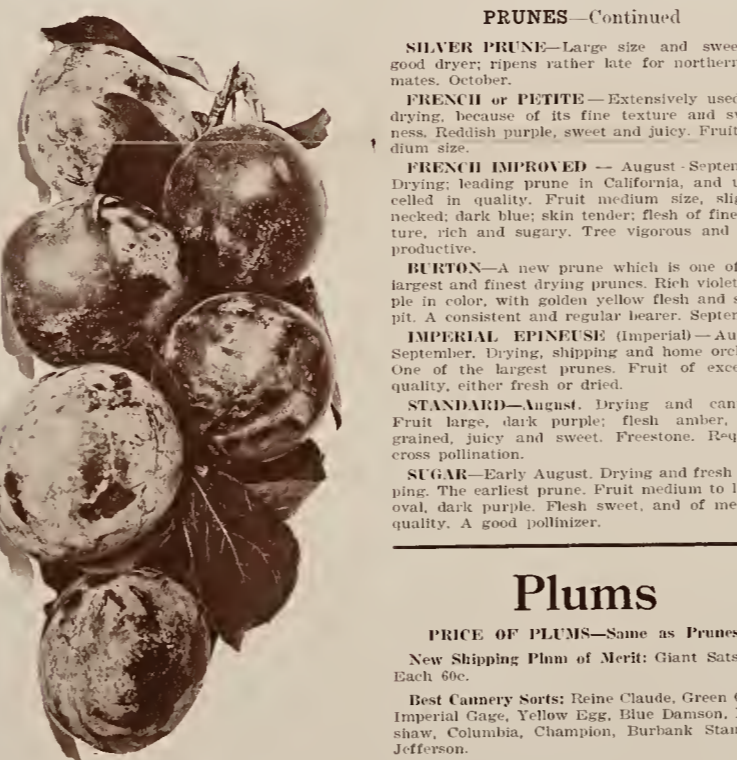 PRUNES—Continued
SILVER PRUNE—Large size and swee
good dryer; ripens rather late for northern
mates. October.
FRENCH or PETITE—Extensively used
drying, because of its fine texture and sw
ness. Reddish purple, sweet and juicy. Fruit
dium size.
FRENCH IMPROVED — August-Septem
Drying; leading prune in California, and u
celled in quality. Fruit medium size, slig
necked; dark blue; skin tender; flesh of fine
ture, rich and sugary. Tree vigorous and
productive.
BURTON—A new prune which is one of
largest and finest drying prunes. Rich violet
ple in color, with golden yellow flesh and s
pit. A consistent and regular bearer. Septem
IMPERIAL EPINEUSE (Imperial)—Au
September. Drying, shipping and home orch
One of the largest prunes. Fruit of exce
quality, either fresh or dried.
STANDARD—August. Drying and can
Fruit large, dark purple; flesh amber,
grained, juicy and sweet. Freestone. Req
cross pollination.
SUGAR—Early August. Drying and fresh
ping. The earliest prune. Fruit medium to l
oval, dark purple. Flesh sweet, and of me
quality. A good pollinizer.
Plums
PRICE OF PLUMS—Same as Prunes
New Shipping Plum of Merit: Giant Sats
Each 60c.
Best Cannery Sorts: Reine Claude, Green G
Imperial Gage, Yellow Egg, Blue Damson,
shaw, Columbia, Champion, Burbank Stan
Jefferson.